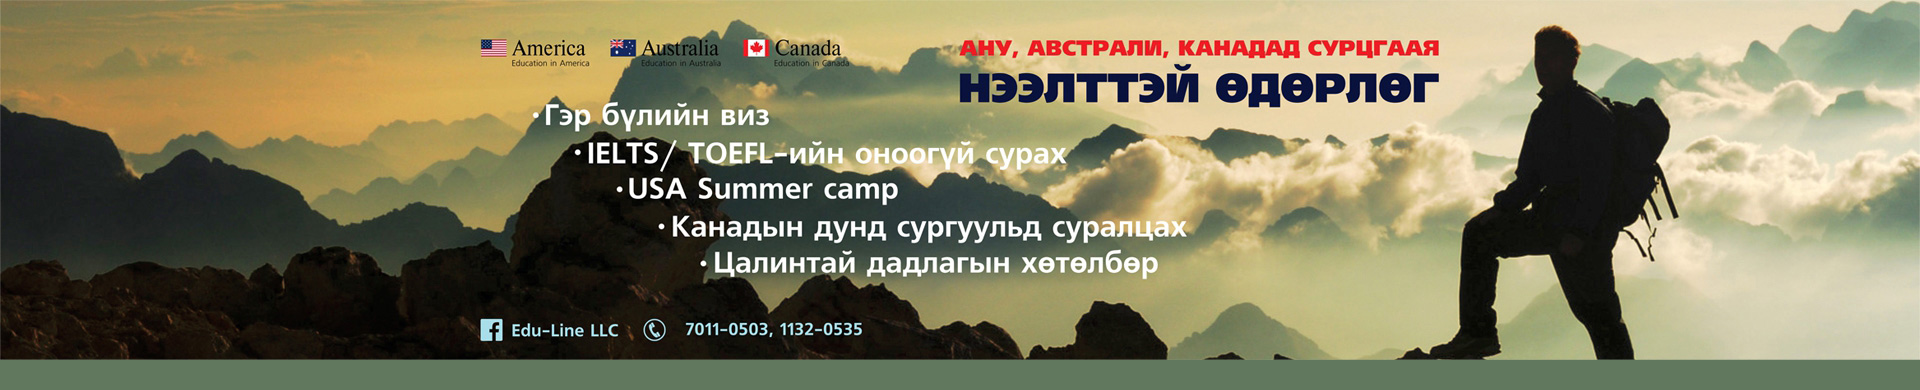 America
Education in America
Australia
Education in Australia
Canada
Education in Canada
АНУ, АВСТРАЛИ, КАНАДАД СУРЦГААЯ
НЭЭЛТТЭЙ ӨДӨРЛӨГ
·Гэр бүлийн виз
·IELTS/ TOEFL-ийн оноогүй сурах
·USA Summer camp
·Канадын дунд сургуульд суралцах
·Цалинтай дадлагын хөтөлбөр
Edu-Line LLC
7011-0503, 1132-0535